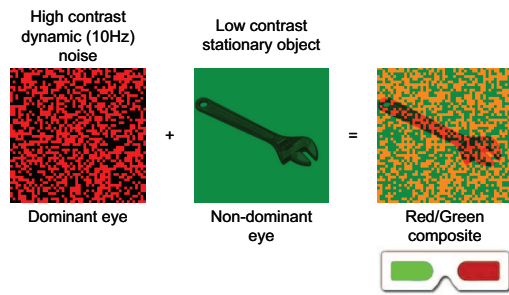 High contrast
dynamic (10Hz)
noise
Low contrast
stationary object
+
=
Dominant eye
Non-dominant
eye
Red/Green
composite